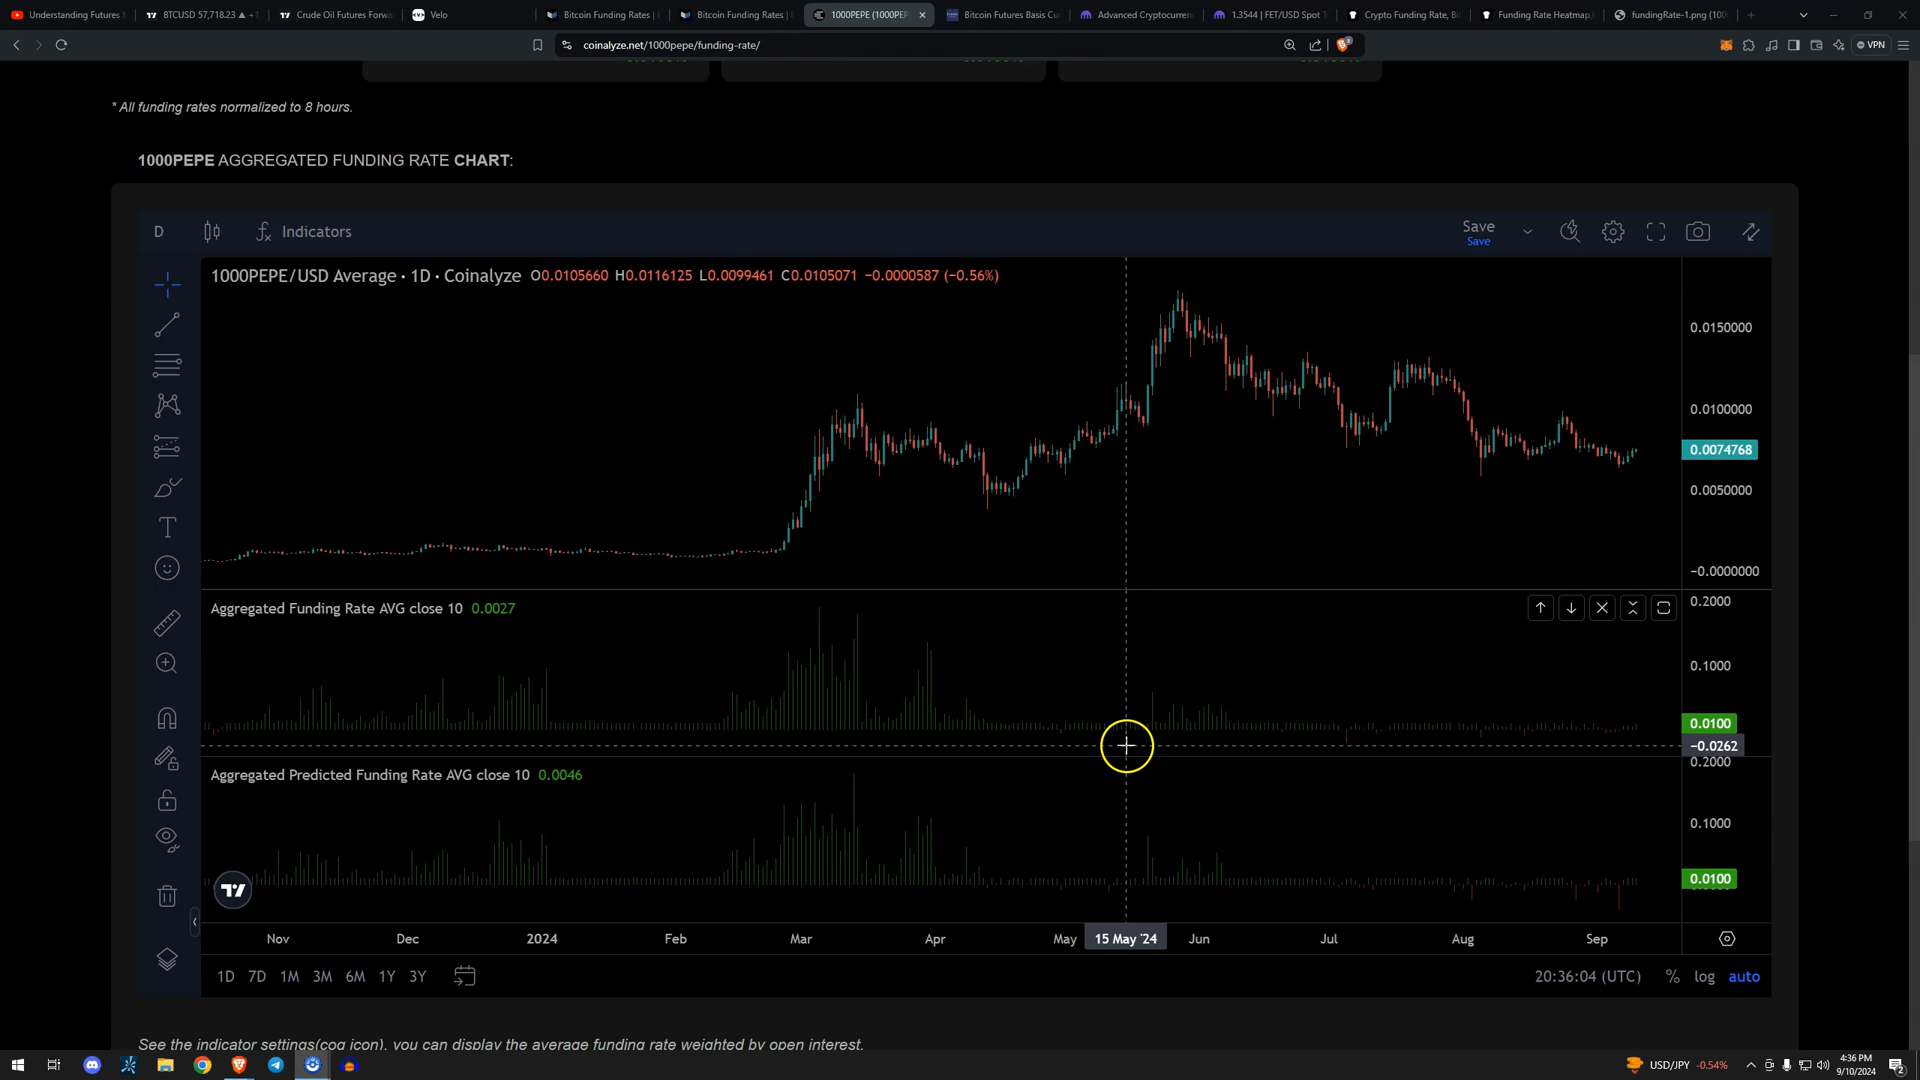 Understanding Futures
BTCUSD 57,718.23 ▲ +1
Crude Oil Futures Forwa
Velo
Bitcoin Funding Rates |
Bitcoin Funding Rates |
1000PEPE (1000PEP
Bitcoin Futures Basis Cu
Advanced Cryptocurren
1.3544 | FET/USD Spot T
Crypto Funding Rate, Bi
Funding Rate Heatmap,
fundingRate-1.png (100
coinalyze.net/1000pepe/funding-rate/
VPN
* All funding rates normalized to 8 hours.
1000PEPE AGGREGATED FUNDING RATE CHART:
D
Indicators
Save
Save
1000PEPE/USD Average · 1D · Coinalyze O0.0105660 H0.0116125 L0.0099461 C0.0105071 −0.0000587 (−0.56%)
0.0150000
0.0100000
0.0074768
0.0050000
−0.0000000
Aggregated Funding Rate AVG close 10 0.0027
0.2000
0.1000
0.0100
−0.0262
0.2000
Aggregated Predicted Funding Rate AVG close 10 0.0046
0.1000
0.0100
Nov Dec 2024 Feb Mar Apr May 15 May '24 Jun Jul Aug Sep
1D 7D 1M 3M 6M 1Y 3Y
20:36:04 (UTC) % log auto
See the indicator settings(cog icon), you can display the average funding rate weighted by open interest.
USD/JPY -0.54%
4:36 PM
9/10/2024
2